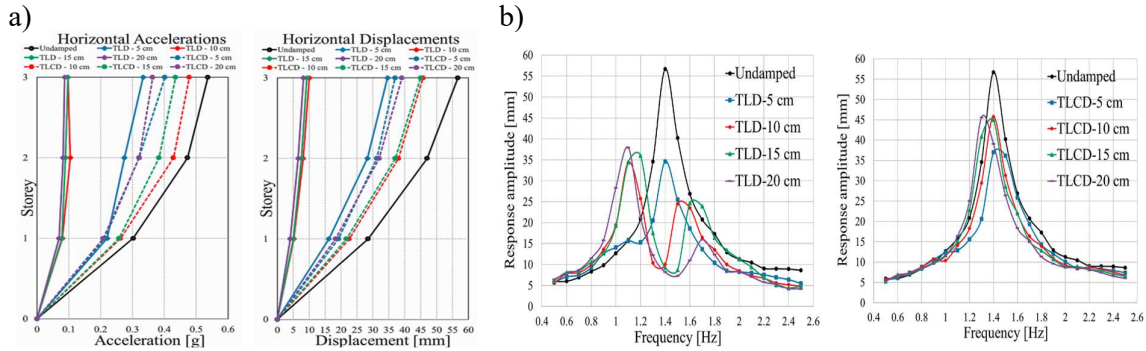 a)
Horizontal Accelerations
Undamped TLD - 5 cm TLD - 10 cm
TLD - 15 cm TLD - 20 cm TLCD - 5 cm
TLCD - 10 cm TLCD - 15 cm TLCD - 20 cm
3
2
1
0
Storey
0 0.1 0.2 0.3 0.4 0.5 0.6
Acceleration [g]
Horizontal Displacements
Undamped TLD - 5 cm TLD - 10 cm
TLD - 15 cm TLD - 20 cm TLCD - 5 cm
TLCD - 10 cm TLCD - 15 cm TLCD - 20 cm
3
2
1
0
Storey
0 5 10 15 20 25 30 35 40 45 50 55 60
Displacement [mm]
b)
60
55
50
45
40
35
30
25
20
15
10
5
0
Response amplitude [mm]
Undamped
TLD-5 cm
TLD-10 cm
TLD-15 cm
TLD-20 cm
0.4 0.6 0.8 1 1.2 1.4 1.6 1.8 2 2.2 2.4 2.6
Frequency [Hz]
60
55
50
45
40
35
30
25
20
15
10
5
0
Response amplitude [mm]
Undamped
TLCD-5 cm
TLCD-10 cm
TLCD-15 cm
TLCD-20 cm
0.4 0.6 0.8 1 1.2 1.4 1.6 1.8 2 2.2 2.4 2.6
Frequency [Hz]